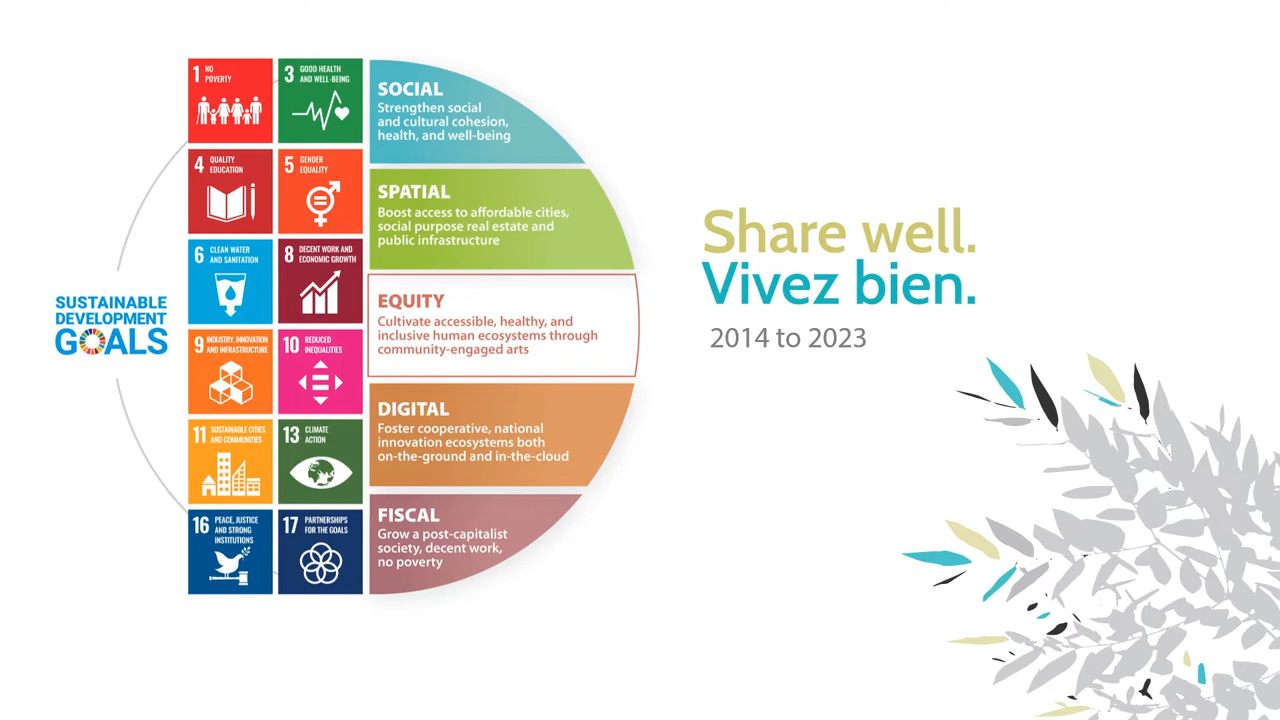 SUSTAINABLE
DEVELOPMENT
GOALS
1 NO
POVERTY
3 GOOD HEALTH
AND WELL-BEING
4 QUALITY
EDUCATION
5 GENDER
EQUALITY
6 CLEAN WATER
AND SANITATION
8 DECENT WORK AND
ECONOMIC GROWTH
9 INDUSTRY, INNOVATION
AND INFRASTRUCTURE
10 REDUCED
INEQUALITIES
11 SUSTAINABLE CITIES
AND COMMUNITIES
13 CLIMATE
ACTION
16 PEACE, JUSTICE
AND STRONG
INSTITUTIONS
17 PARTNERSHIPS
FOR THE GOALS
SOCIAL
Strengthen social
and cultural cohesion,
health, and well-being
SPATIAL
Boost access to affordable cities,
social purpose real estate and
public infrastructure
EQUITY
Cultivate accessible, healthy, and
inclusive human ecosystems through
community-engaged arts
DIGITAL
Foster cooperative, national
innovation ecosystems both
on-the-ground and in-the-cloud
FISCAL
Grow a post-capitalist
society, decent work,
no poverty
Share well.
Vivez bien.
2014 to 2023